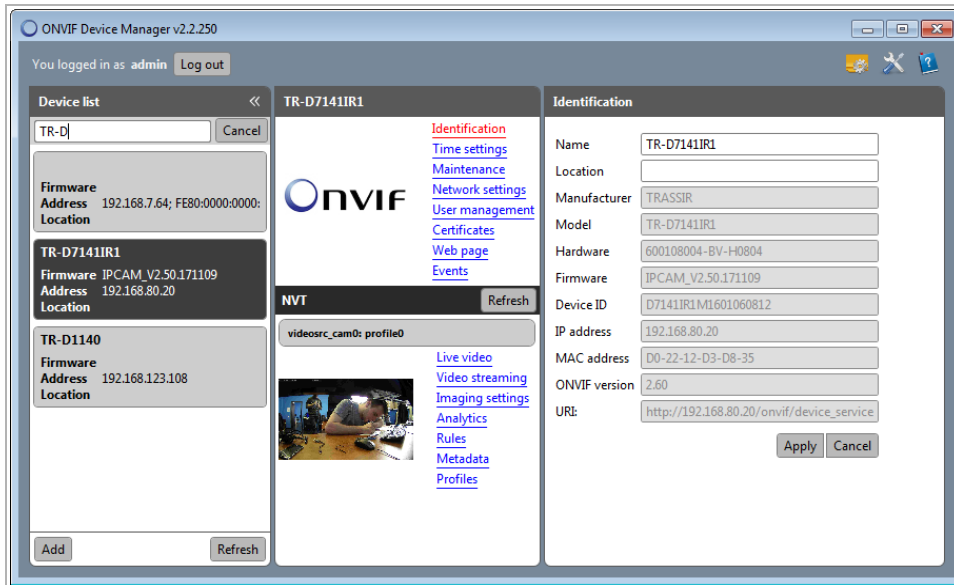 ONVIF Device Manager v2.2.250
You logged in as admin Log out
Device list «
TR-D Cancel
Firmware
Address 192.168.7.64; FE80:0000:0000:
Location
TR-D7141IR1
Firmware IPCAM_V2.50.171109
Address 192.168.80.20
Location
TR-D1140
Firmware
Address 192.168.123.108
Location
Add Refresh
TR-D7141IR1
ONVIF
Identification
Time settings
Maintenance
Network settings
User management
Certificates
Web page
Events
NVT Refresh
videosrc_cam0: profile0
Live video
Video streaming
Imaging settings
Analytics
Rules
Metadata
Profiles
Identification
Name TR-D7141IR1
Location
Manufacturer TRASSIR
Model TR-D7141IR1
Hardware 600108004-BV-H0804
Firmware IPCAM_V2.50.171109
Device ID D7141IR1M1601060812
IP address 192.168.80.20
MAC address D0-22-12-D3-D8-35
ONVIF version 2.60
URI: http://192.168.80.20/onvif/device_service
Apply Cancel